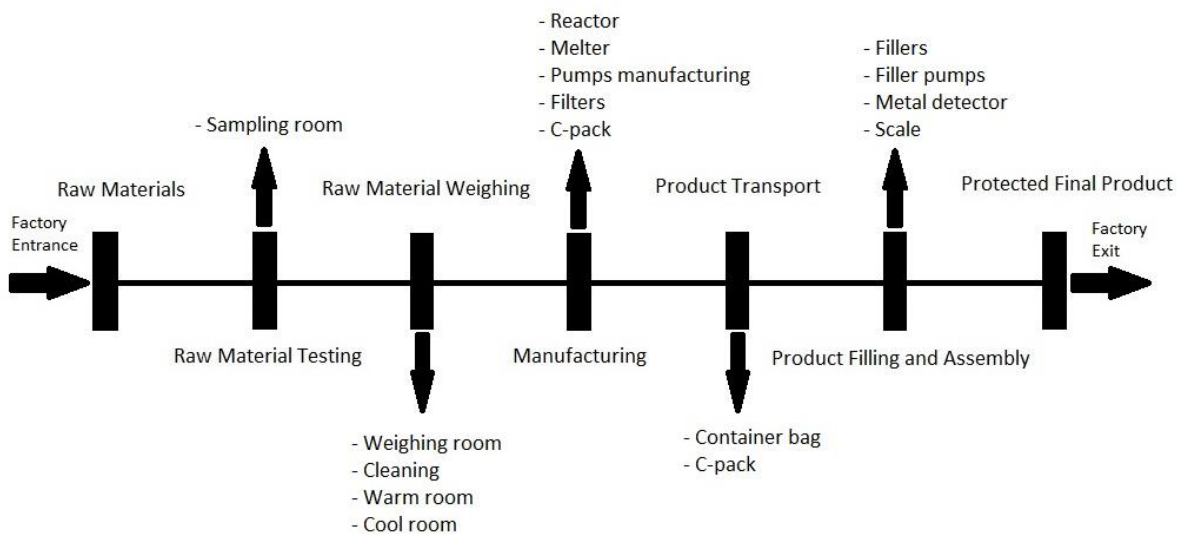 - Reactor
- Melter
- Pumps manufacturing
- Filters
- C-pack
- Fillers
- Filler pumps
- Metal detector
- Scale
- Sampling room
Raw Materials
Raw Material Weighing
Product Transport
Protected Final Product
Factory
Entrance
Factory
Exit
Raw Material Testing
Manufacturing
Product Filling and Assembly
- Weighing room
- Cleaning
- Warm room
- Cool room
- Container bag
- C-pack